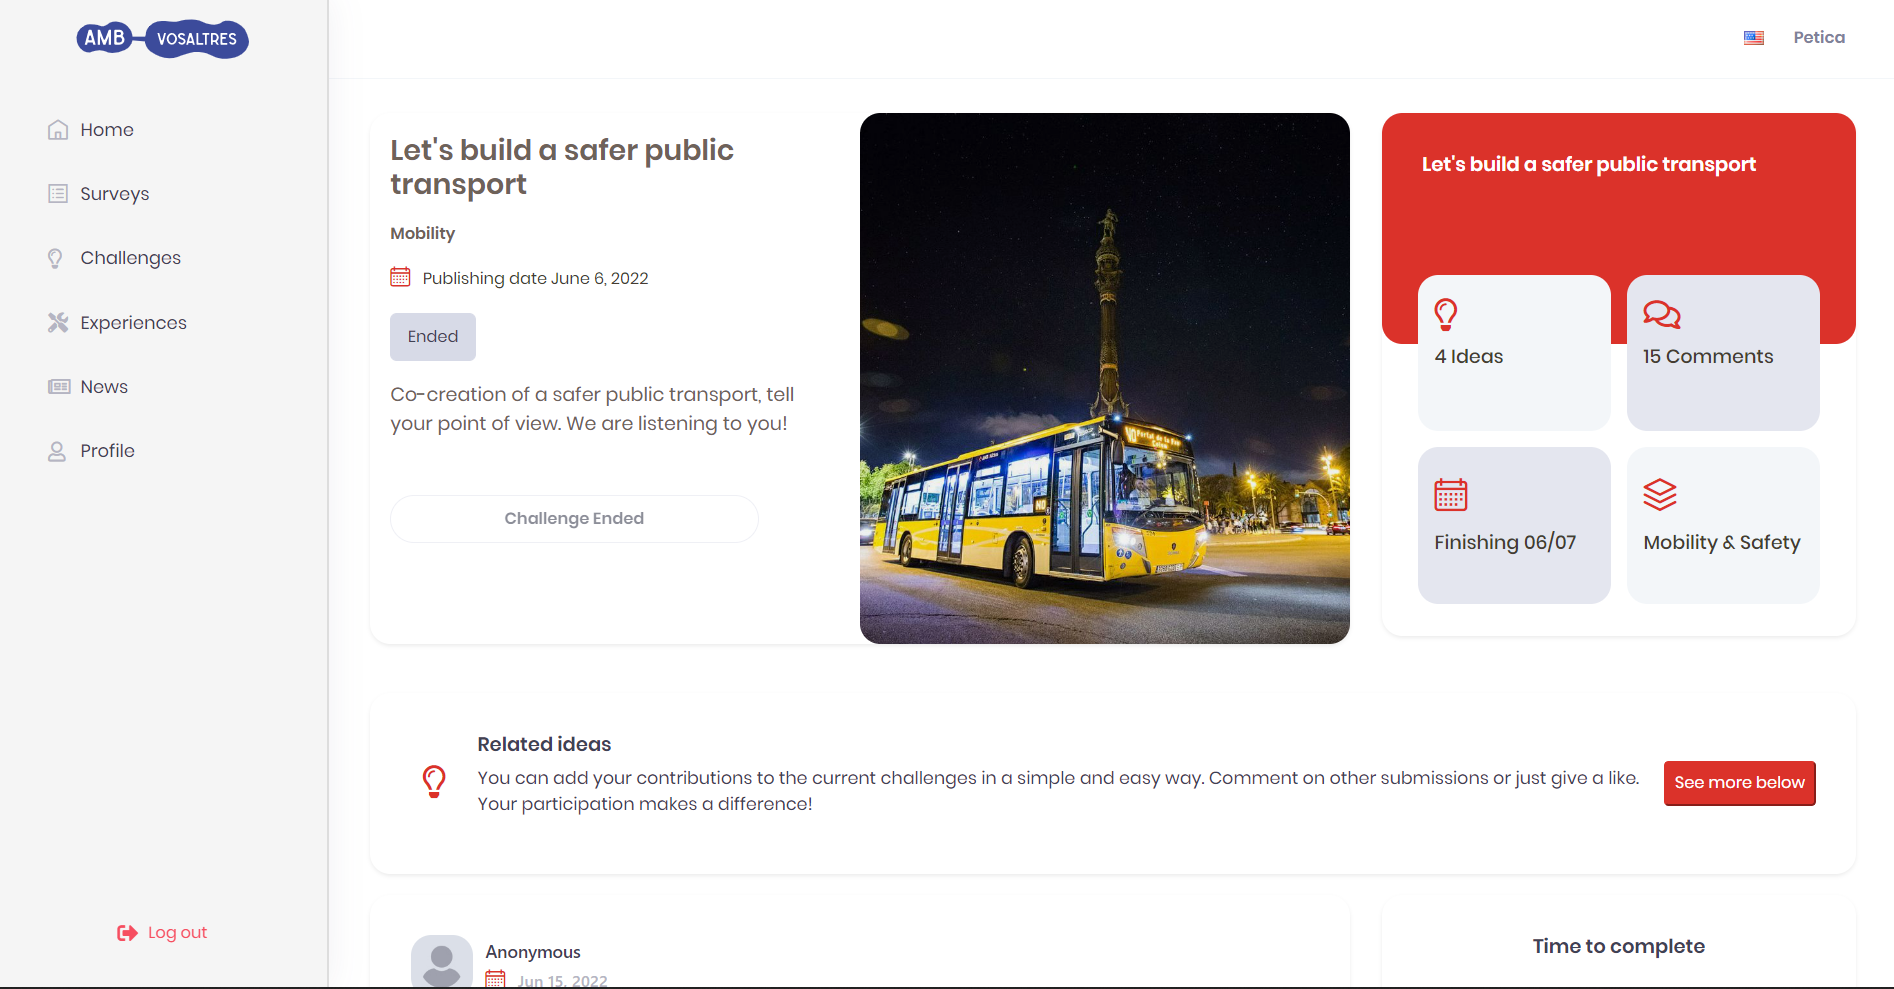 AMB VOSALTRES
Petica
Home
Surveys
Challenges
Experiences
News
Profile
Log out
Let's build a safer public
transport
Mobility
Publishing date June 6, 2022
Ended
Co-creation of a safer public transport, tell
your point of view. We are listening to you!
Challenge Ended
Let's build a safer public transport
4 Ideas
15 Comments
Finishing 06/07
Mobility & Safety
Related ideas
You can add your contributions to the current challenges in a simple and easy way. Comment on other submissions or just give a like.
Your participation makes a difference!
See more below
Anonymous
Jun 15, 2022
Time to complete